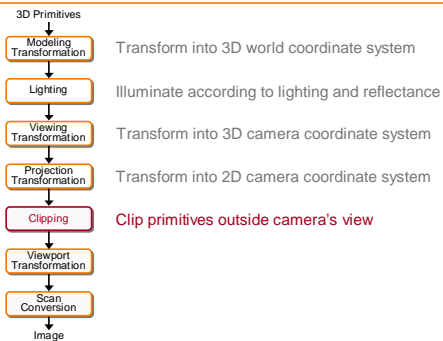 3D Primitives
Modeling
Transformation
Transform into 3D world coordinate system
Lighting
Illuminate according to lighting and reflectance
Viewing
Transformation
Transform into 3D camera coordinate system
Projection
Transformation
Transform into 2D camera coordinate system
Clipping
Clip primitives outside camera's view
Viewport
Transformation
Scan
Conversion
Image